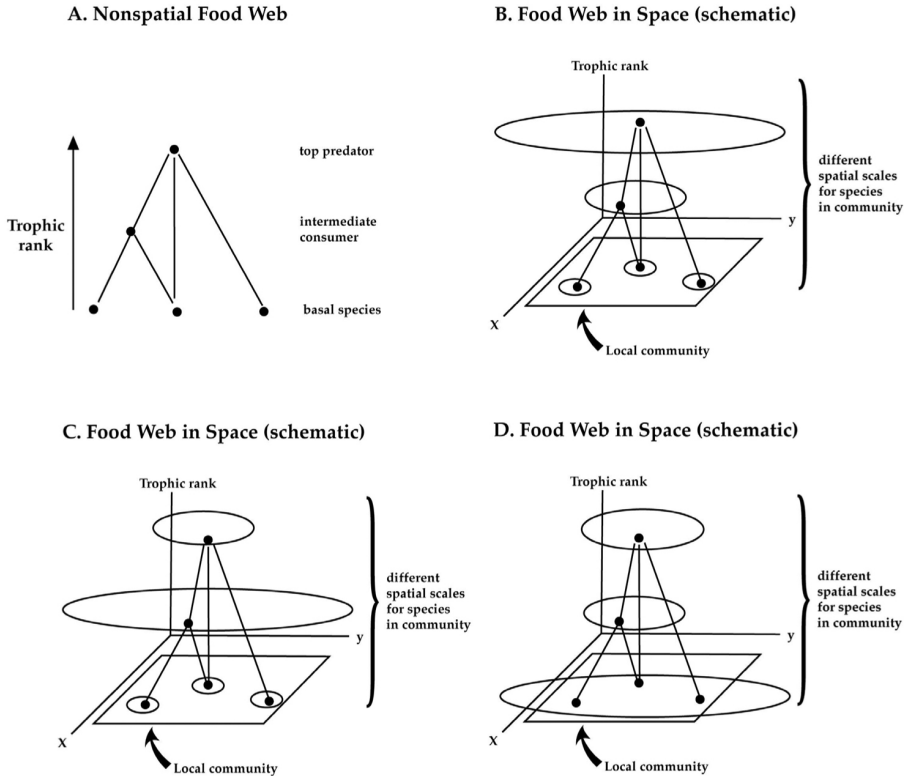 A. Nonspatial Food Web
Trophic
rank
top predator
intermediate
consumer
basal species
B. Food Web in Space (schematic)
Trophic rank
different
spatial scales
for species
in community
y
X
Local community
C. Food Web in Space (schematic)
Trophic rank
different
spatial scales
for species
in community
y
X
Local community
D. Food Web in Space (schematic)
Trophic rank
different
spatial scales
for species
in community
y
X
Local community